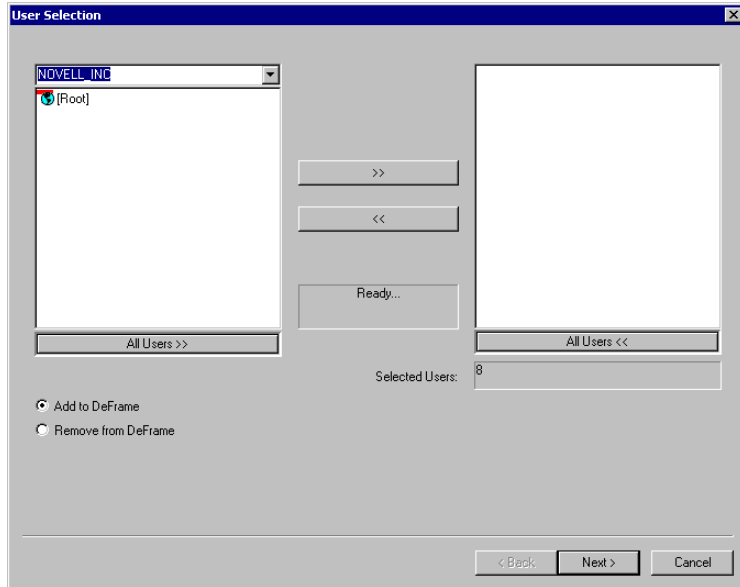 User Selection
NOVELL_INC
[Root]
>>
<<
Ready...
All Users >>
All Users <<
Selected Users:
8
Add to DeFrame
Remove from DeFrame
< Back
Next >
Cancel